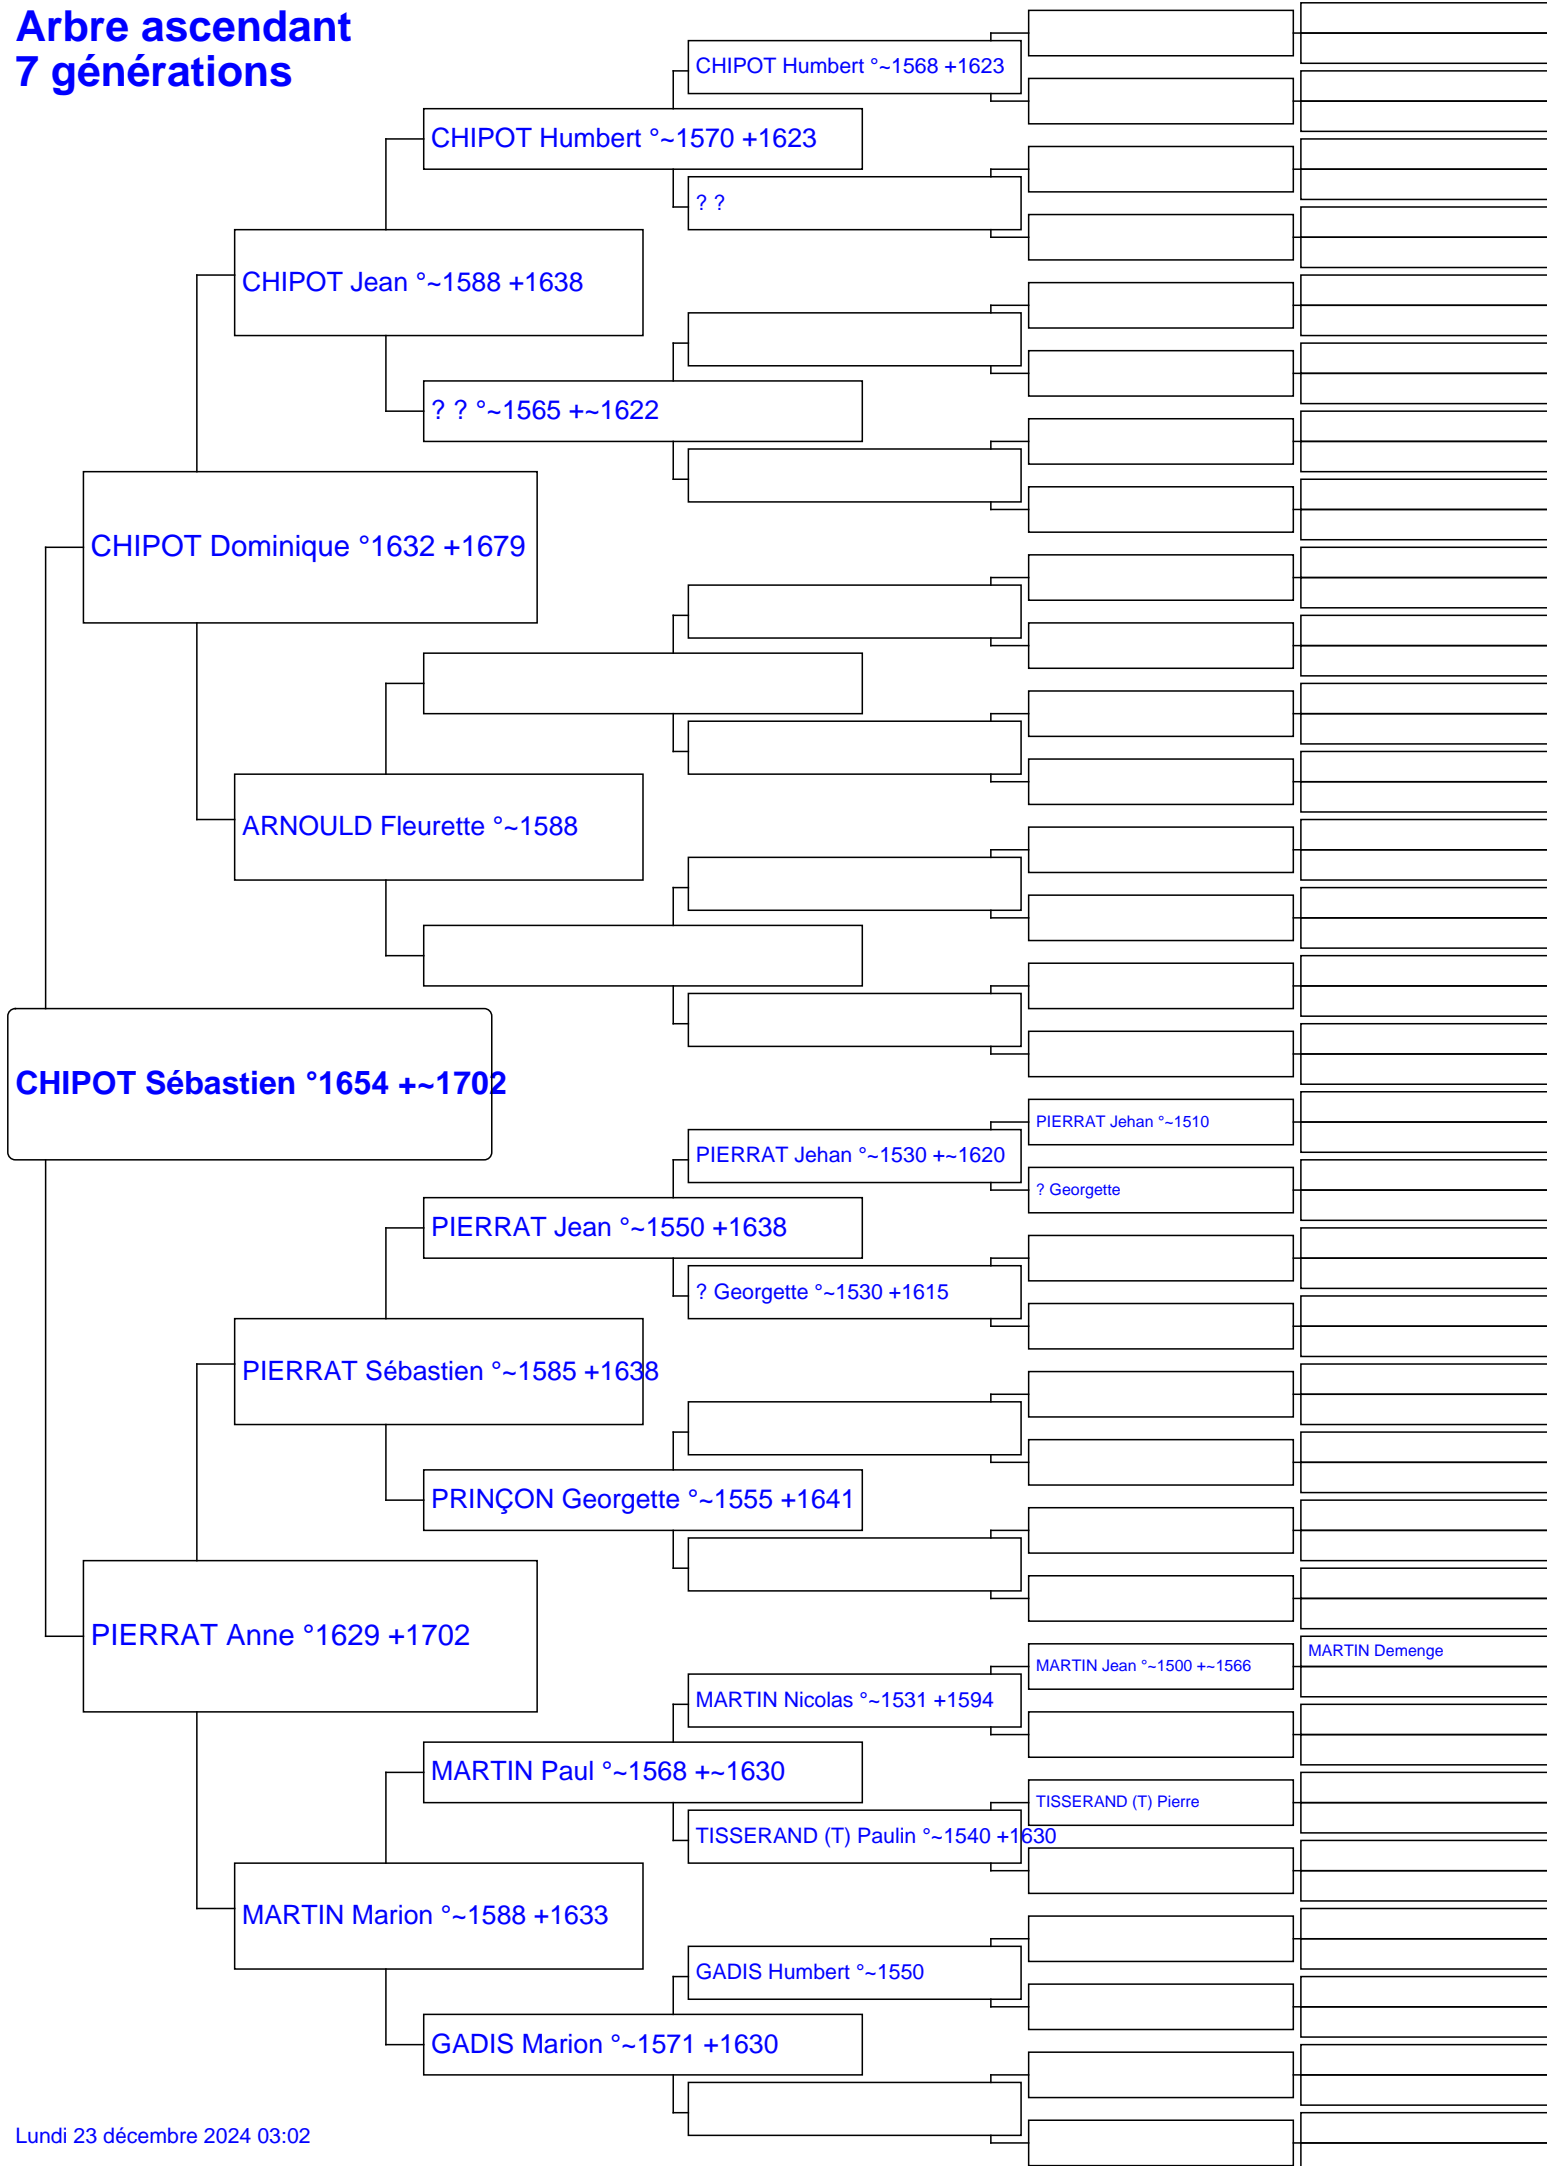 Arbre ascendant
7 générations
CHIPOT Humbert °~1568 +1623
CHIPOT Humbert °~1570 +1623
? ?
CHIPOT Jean °~1588 +1638
? ? °~1565 +~1622
CHIPOT Dominique °1632 +1679
ARNOULD Fleurette °~1588
CHIPOT Sébastien °1654 +~1702
PIERRAT Jehan °~1510
PIERRAT Jehan °~1530 +~1620
? Georgette
PIERRAT Jean °~1550 +1638
? Georgette °~1530 +1615
PIERRAT Sébastien °~1585 +1638
PRINÇON Georgette °~1555 +1641
PIERRAT Anne °1629 +1702
MARTIN Demenge
MARTIN Jean °~1500 +~1566
MARTIN Nicolas °~1531 +1594
MARTIN Paul °~1568 +~1630
TISSERAND (T) Pierre
TISSERAND (T) Paulin °~1540 +1630
MARTIN Marion °~1588 +1633
GADIS Humbert °~1550
GADIS Marion °~1571 +1630
Lundi 23 décembre 2024 03:02